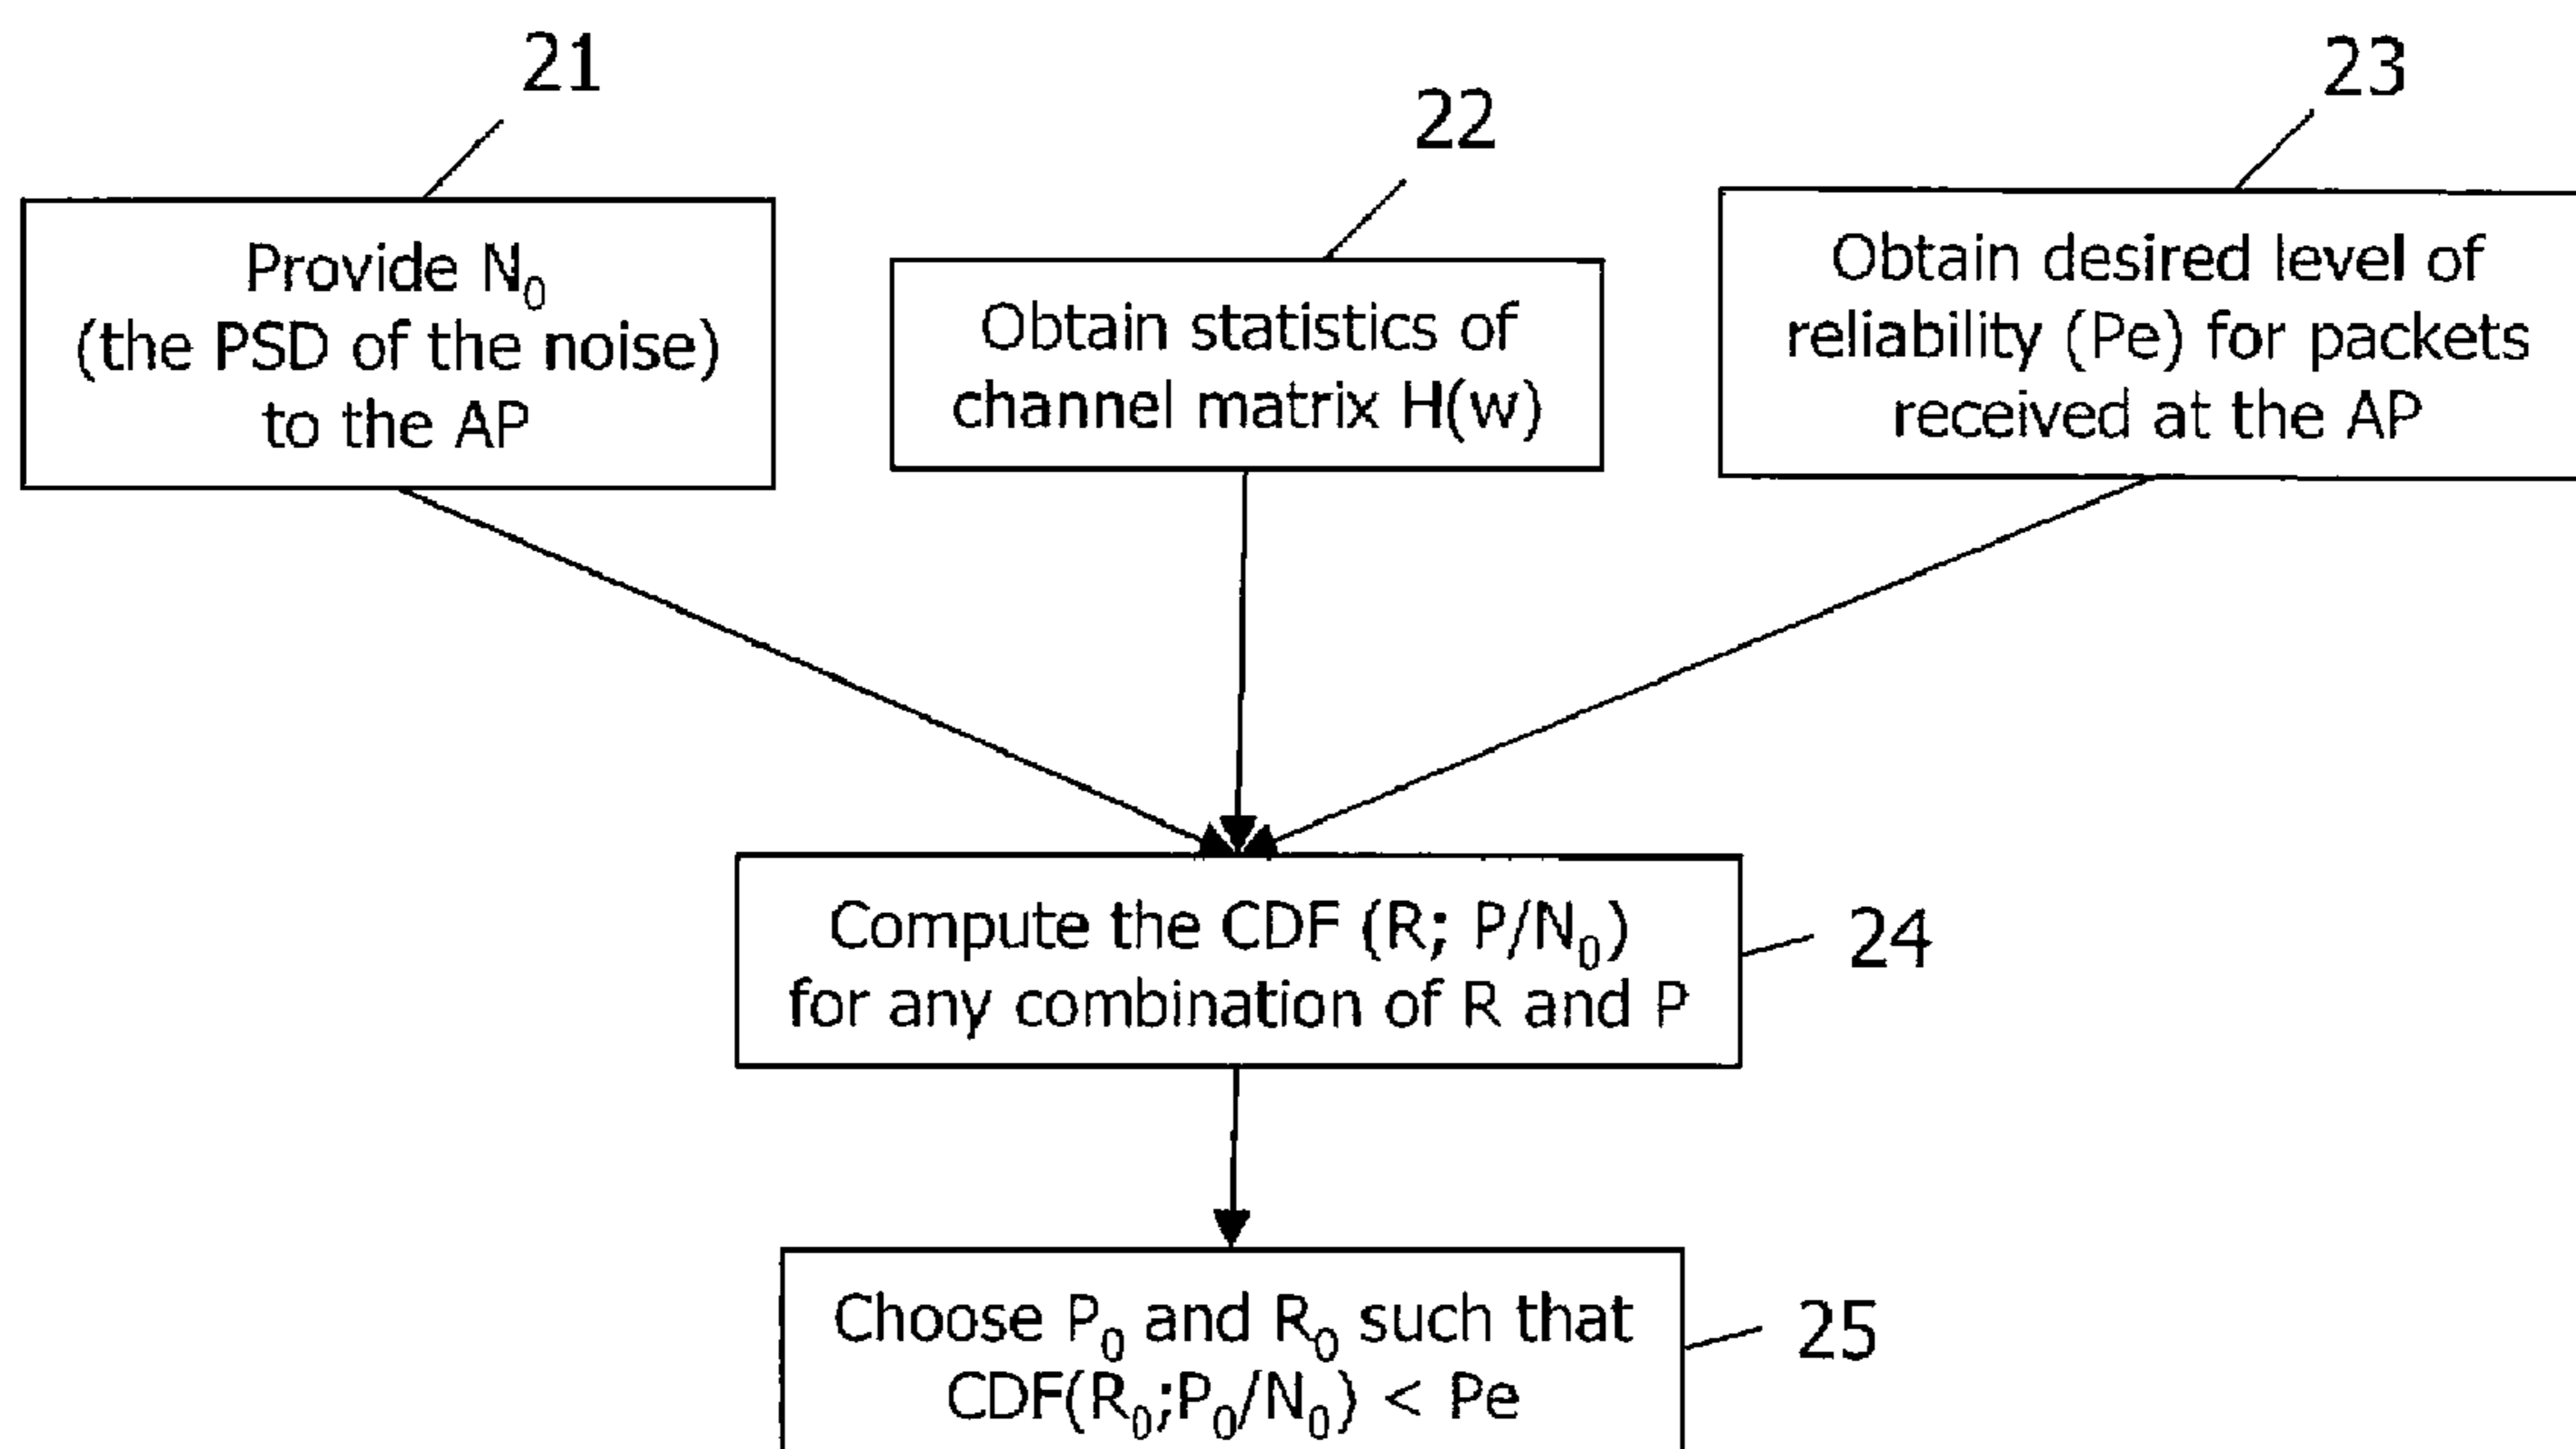 21
Provide N₀
(the PSD of the noise)
to the AP
22
Obtain statistics of
channel matrix H(w)
23
Obtain desired level of
reliability (Pe) for packets
received at the AP
Compute the CDF (R; P/N₀)
for any combination of R and P
24
Choose P₀ and R₀ such that
CDF(R₀;P₀/N₀) < Pe
25